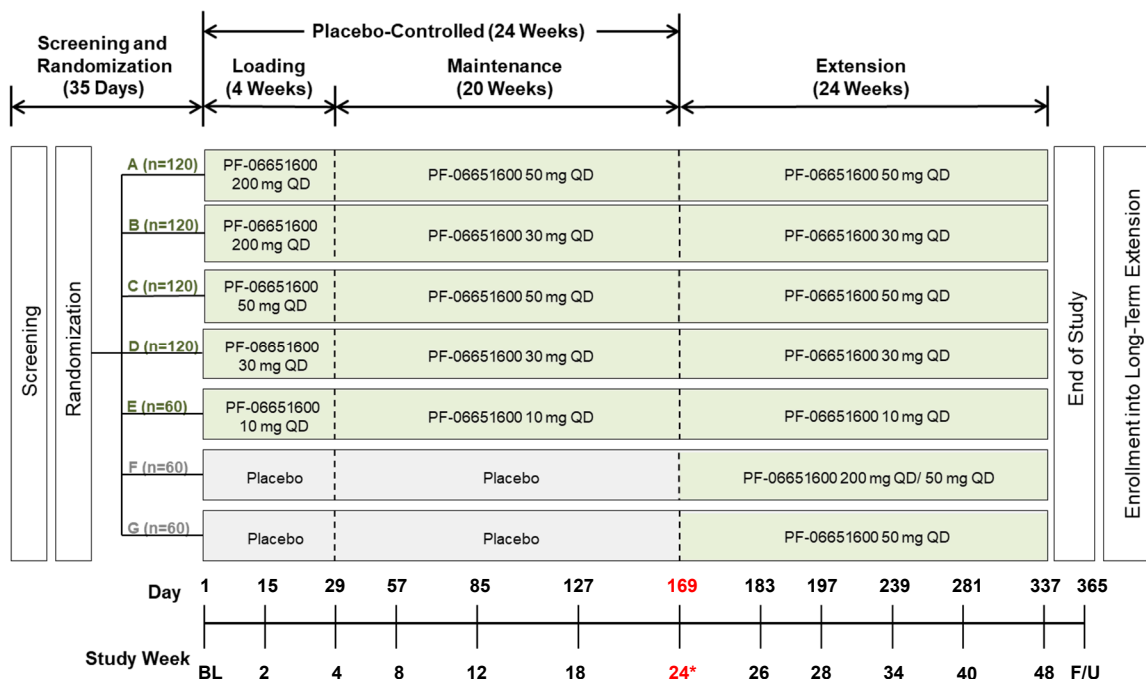 Placebo-Controlled (24 Weeks)
Screening and
Randomization
(35 Days)
Loading
(4 Weeks)
Maintenance
(20 Weeks)
Extension
(24 Weeks)
Screening
Randomization
A (n=120)
PF-06651600
200 mg QD
PF-06651600 50 mg QD
PF-06651600 50 mg QD
B (n=120)
PF-06651600
200 mg QD
PF-06651600 30 mg QD
PF-06651600 30 mg QD
C (n=120)
PF-06651600
50 mg QD
PF-06651600 50 mg QD
PF-06651600 50 mg QD
D (n=120)
PF-06651600
30 mg QD
PF-06651600 30 mg QD
PF-06651600 30 mg QD
E (n=60)
PF-06651600
10 mg QD
PF-06651600 10 mg QD
PF-06651600 10 mg QD
F (n=60)
Placebo
Placebo
PF-06651600 200 mg QD/ 50 mg QD
G (n=60)
Placebo
Placebo
PF-06651600 50 mg QD
End of Study
Enrollment into Long-Term Extension
Day 1 15 29 57 85 127 169 183 197 239 281 337 365
Study Week BL 2 4 8 12 18 24* 26 28 34 40 48 F/U